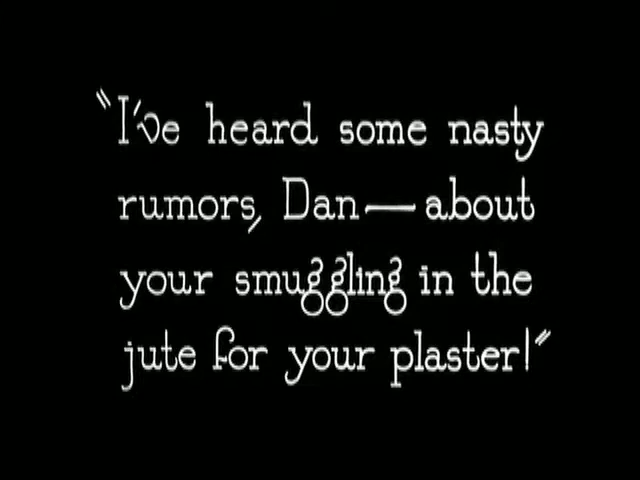 "I've heard some nasty
rumors, Dan—about
your smuggling in the
jute for your plaster!"